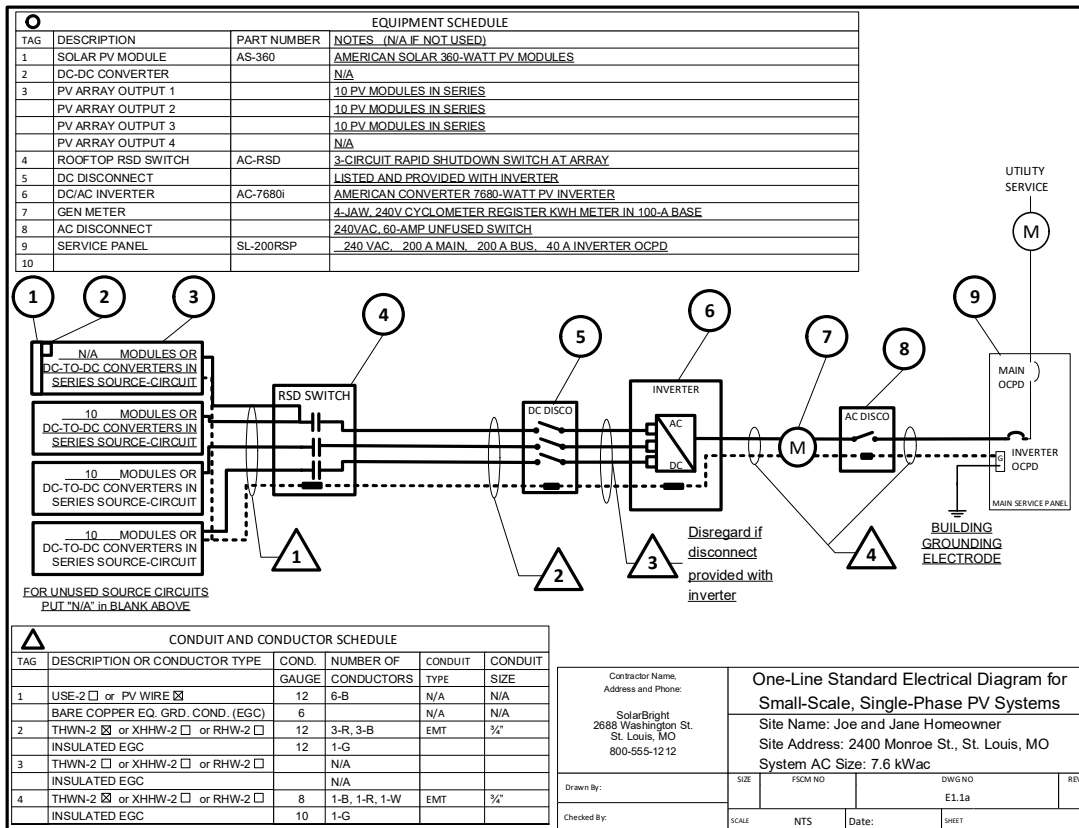 EQUIPMENT SCHEDULE
TAG DESCRIPTION PART NUMBER NOTES (N/A IF NOT USED)
1 SOLAR PV MODULE AS-360 AMERICAN SOLAR 360-WATT PV MODULES
2 DC-DC CONVERTER N/A
3 PV ARRAY OUTPUT 1 10 PV MODULES IN SERIES
PV ARRAY OUTPUT 2 10 PV MODULES IN SERIES
PV ARRAY OUTPUT 3 10 PV MODULES IN SERIES
PV ARRAY OUTPUT 4 N/A
4 ROOFTOP RSD SWITCH AC-RSD 3-CIRCUIT RAPID SHUTDOWN SWITCH AT ARRAY
5 DC DISCONNECT LISTED AND PROVIDED WITH INVERTER
6 DC/AC INVERTER AC-7680i AMERICAN CONVERTER 7680-WATT PV INVERTER
7 GEN METER 4-JAW, 240V CYCLOMETER REGISTER KWH METER IN 100-A BASE
8 AC DISCONNECT 240VAC, 60-AMP UNFUSED SWITCH
9 SERVICE PANEL SL-200RSP 240 VAC, 200 A MAIN, 200 A BUS, 40 A INVERTER OCPD
10
UTILITY
SERVICE
M
1 2 3 4 5 6 7 8 9
N/A MODULES OR
DC-TO-DC CONVERTERS IN
SERIES SOURCE-CIRCUIT
10 MODULES OR
DC-TO-DC CONVERTERS IN
SERIES SOURCE-CIRCUIT
10 MODULES OR
DC-TO-DC CONVERTERS IN
SERIES SOURCE-CIRCUIT
10 MODULES OR
DC-TO-DC CONVERTERS IN
SERIES SOURCE-CIRCUIT
FOR UNUSED SOURCE CIRCUITS
PUT "N/A" in BLANK ABOVE
RSD SWITCH
DC DISCO
INVERTER
AC
DC
M
AC DISCO
MAIN
OCPD
INVERTER
OCPD
G
MAIN SERVICE PANEL
BUILDING
GROUNDING
ELECTRODE
1
2
3
4
Disregard if
disconnect
provided with
inverter
CONDUIT AND CONDUCTOR SCHEDULE
TAG DESCRIPTION OR CONDUCTOR TYPE COND. NUMBER OF CONDUIT CONDUIT
GAUGE CONDUCTORS TYPE SIZE
1 USE-2 ☐ or PV WIRE ☒ 12 6-B N/A N/A
BARE COPPER EQ. GRD. COND. (EGC) 6 N/A N/A
2 THWN-2 ☒ or XHHW-2 ☐ or RHW-2 ☐ 12 3-R, 3-B EMT ¾"
INSULATED EGC 12 1-G
3 THWN-2 ☐ or XHHW-2 ☐ or RHW-2 ☐ N/A
INSULATED EGC N/A
4 THWN-2 ☒ or XHHW-2 ☐ or RHW-2 ☐ 8 1-B, 1-R, 1-W EMT ¾"
INSULATED EGC 10 1-G
Contractor Name,
Address and Phone:
SolarBright
2688 Washington St.
St. Louis, MO
800-555-1212
Drawn By:
Checked By:
One-Line Standard Electrical Diagram for
Small-Scale, Single-Phase PV Systems
Site Name: Joe and Jane Homeowner
Site Address: 2400 Monroe St., St. Louis, MO
System AC Size: 7.6 kWac
SIZE FSCM NO DWG NO REV
E1.1a
SCALE NTS Date: SHEET